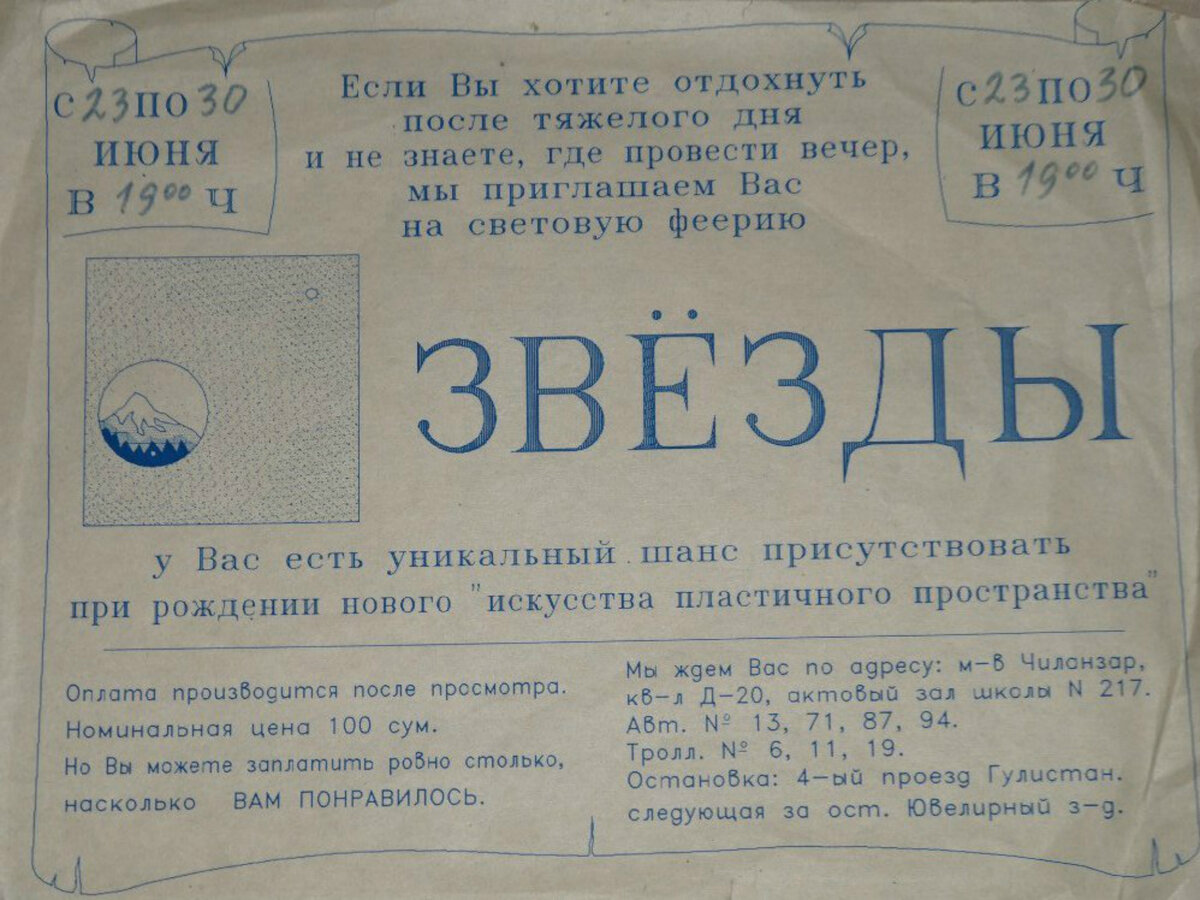 С 23 ПО 30
ИЮНЯ
В 19⁰⁰ Ч
Если Вы хотите отдохнуть
после тяжелого дня
и не знаете, где провести вечер,
мы приглашаем Вас
на световую феерию
С 23 ПО 30
ИЮНЯ
В 19⁰⁰ Ч
ЗВЁЗДЫ
у Вас есть уникальный шанс присутствовать
при рождении нового "искусства пластичного пространства"
Оплата производится после просмотра.
Номинальная цена 100 сум.
Но Вы можете заплатить ровно столько,
насколько ВАМ ПОНРАВИЛОСЬ.
Мы ждем Вас по адресу: м-в Чиланзар,
кв-л Д-20, актовый зал школы N 217.
Авт. № 13, 71, 87, 94.
Тролл. № 6, 11, 19.
Остановка: 4-ый проезд Гулистан.
следующая за ост. Ювелирный з-д.